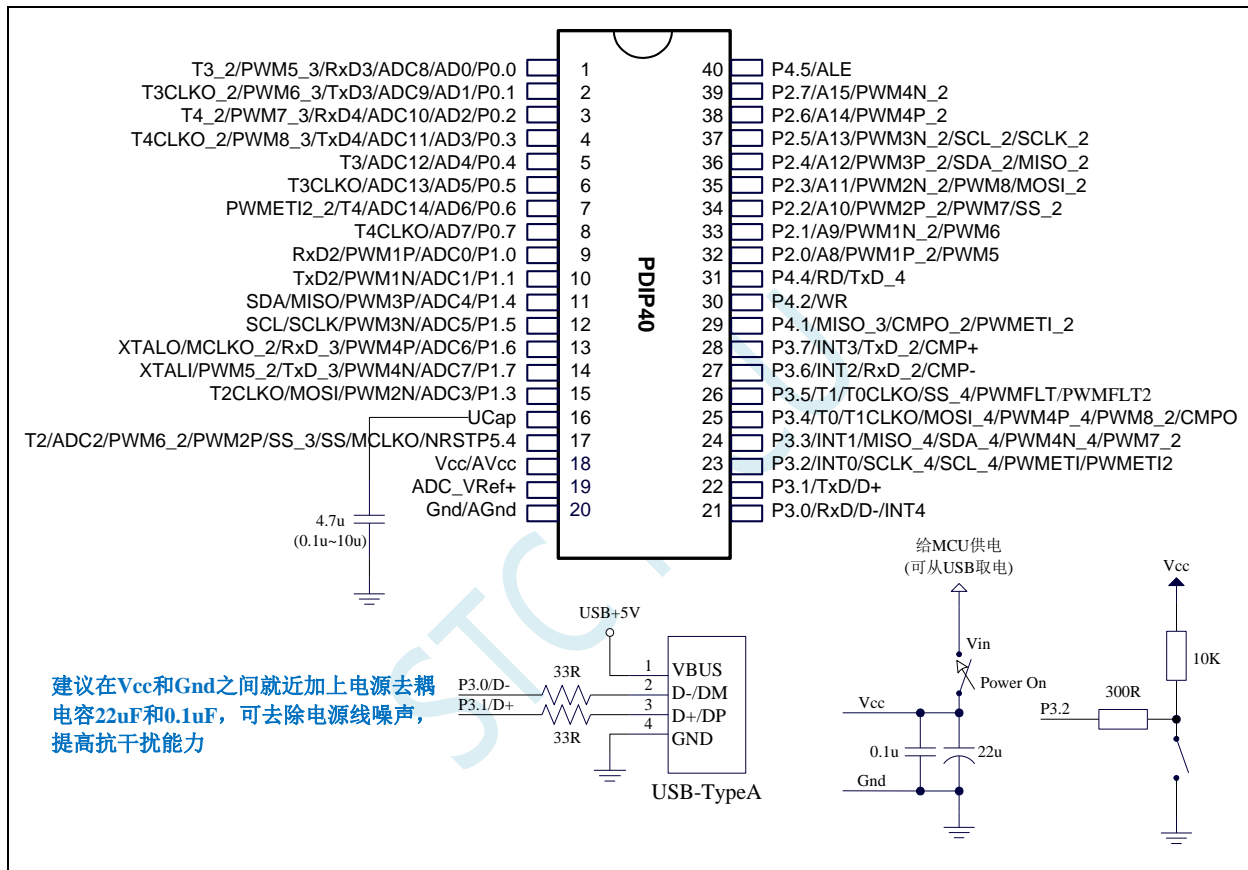 T3_2/PWM5_3/RxD3/ADC8/AD0/P0.0 1
T3CLKO_2/PWM6_3/TxD3/ADC9/AD1/P0.1 2
T4_2/PWM7_3/RxD4/ADC10/AD2/P0.2 3
T4CLKO_2/PWM8_3/TxD4/ADC11/AD3/P0.3 4
T3/ADC12/AD4/P0.4 5
T3CLKO/ADC13/AD5/P0.5 6
PWMETI2_2/T4/ADC14/AD6/P0.6 7
T4CLKO/AD7/P0.7 8
RxD2/PWM1P/ADC0/P1.0 9
TxD2/PWM1N/ADC1/P1.1 10
SDA/MISO/PWM3P/ADC4/P1.4 11
SCL/SCLK/PWM3N/ADC5/P1.5 12
XTALO/MCLKO_2/RxD_3/PWM4P/ADC6/P1.6 13
XTALI/PWM5_2/TxD_3/PWM4N/ADC7/P1.7 14
T2CLKO/MOSI/PWM2N/ADC3/P1.3 15
UCap 16
T2/ADC2/PWM6_2/PWM2P/SS_3/SS/MCLKO/NRSTP5.4 17
Vcc/AVcc 18
ADC_VRef+ 19
Gnd/AGnd 20
PDIP40
40 P4.5/ALE
39 P2.7/A15/PWM4N_2
38 P2.6/A14/PWM4P_2
37 P2.5/A13/PWM3N_2/SCL_2/SCLK_2
36 P2.4/A12/PWM3P_2/SDA_2/MISO_2
35 P2.3/A11/PWM2N_2/PWM8/MOSI_2
34 P2.2/A10/PWM2P_2/PWM7/SS_2
33 P2.1/A9/PWM1N_2/PWM6
32 P2.0/A8/PWM1P_2/PWM5
31 P4.4/RD/TxD_4
30 P4.2/WR
29 P4.1/MISO_3/CMPO_2/PWMETI_2
28 P3.7/INT3/TxD_2/CMP+
27 P3.6/INT2/RxD_2/CMP-
26 P3.5/T1/T0CLKO/SS_4/PWMFLT/PWMFLT2
25 P3.4/T0/T1CLKO/MOSI_4/PWM4P_4/PWM8_2/CMPO
24 P3.3/INT1/MISO_4/SDA_4/PWM4N_4/PWM7_2
23 P3.2/INT0/SCLK_4/SCL_4/PWMETI/PWMETI2
22 P3.1/TxD/D+
21 P3.0/RxD/D-/INT4
4.7u
(0.1u~10u)
建议在Vcc和Gnd之间就近加上电源去耦
电容22uF和0.1uF，可去除电源线噪声，
提高抗干扰能力
USB+5V
P3.0/D-
33R
P3.1/D+
33R
1 VBUS
2 D-/DM
3 D+/DP
4 GND
USB-TypeA
给MCU供电
(可从USB取电)
Vin
Power On
Vcc
0.1u
22u
Gnd
Vcc
10K
300R
P3.2